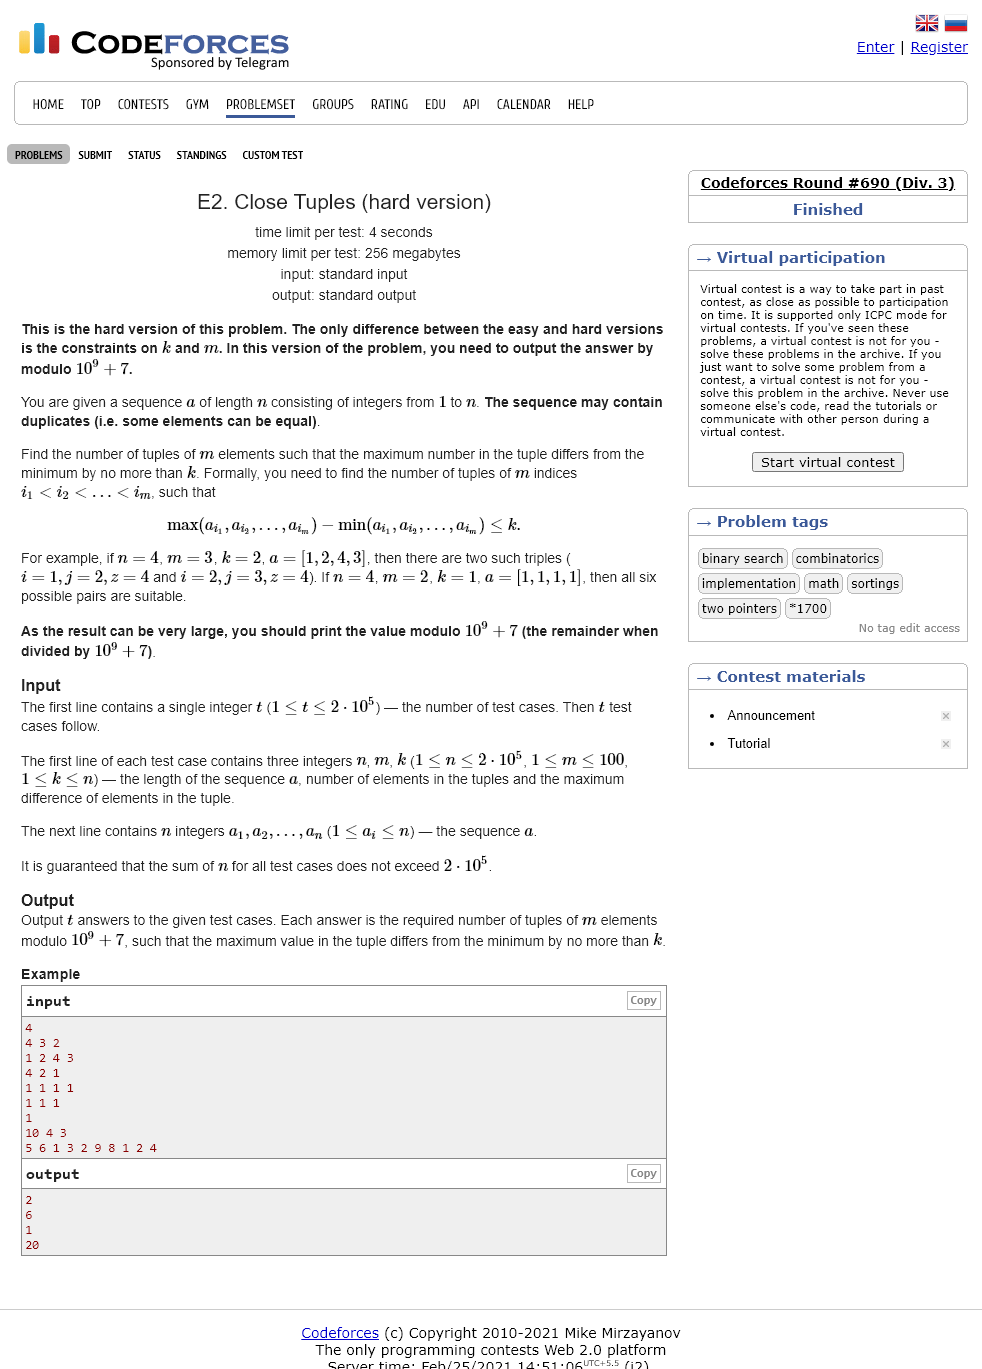 CODEFORCES
Sponsored by Telegram
Enter | Register
HOME TOP CONTESTS GYM PROBLEMSET GROUPS RATING EDU API CALENDAR HELP
PROBLEMS SUBMIT STATUS STANDINGS CUSTOM TEST
E2. Close Tuples (hard version)
time limit per test: 4 seconds
memory limit per test: 256 megabytes
input: standard input
output: standard output
This is the hard version of this problem. The only difference between the easy and hard versions
is the constraints on k and m. In this version of the problem, you need to output the answer by
modulo 10^9 + 7.
You are given a sequence a of length n consisting of integers from 1 to n. The sequence may contain
duplicates (i.e. some elements can be equal).
Find the number of tuples of m elements such that the maximum number in the tuple differs from the
minimum by no more than k. Formally, you need to find the number of tuples of m indices
i_1 < i_2 < … < i_m, such that
max(a_{i_1}, a_{i_2}, …, a_{i_m}) − min(a_{i_1}, a_{i_2}, …, a_{i_m}) ≤ k.
For example, if n = 4, m = 3, k = 2, a = [1, 2, 4, 3], then there are two such triples (
i = 1, j = 2, z = 4 and i = 2, j = 3, z = 4). If n = 4, m = 2, k = 1, a = [1, 1, 1, 1], then all six
possible pairs are suitable.
As the result can be very large, you should print the value modulo 10^9 + 7 (the remainder when
divided by 10^9 + 7).
Input
The first line contains a single integer t (1 ≤ t ≤ 2 · 10^5) — the number of test cases. Then t test
cases follow.
The first line of each test case contains three integers n, m, k (1 ≤ n ≤ 2 · 10^5, 1 ≤ m ≤ 100,
1 ≤ k ≤ n) — the length of the sequence a, number of elements in the tuples and the maximum
difference of elements in the tuple.
The next line contains n integers a_1, a_2, …, a_n (1 ≤ a_i ≤ n) — the sequence a.
It is guaranteed that the sum of n for all test cases does not exceed 2 · 10^5.
Output
Output t answers to the given test cases. Each answer is the required number of tuples of m elements
modulo 10^9 + 7, such that the maximum value in the tuple differs from the minimum by no more than k.
Example
input Copy
4
4 3 2
1 2 4 3
4 2 1
1 1 1 1
1 1 1
1
10 4 3
5 6 1 3 2 9 8 1 2 4
output Copy
2
6
1
20
Codeforces Round #690 (Div. 3)
Finished
→ Virtual participation
Virtual contest is a way to take part in past
contest, as close as possible to participation
on time. It is supported only ICPC mode for
virtual contests. If you've seen these
problems, a virtual contest is not for you -
solve these problems in the archive. If you
just want to solve some problem from a
contest, a virtual contest is not for you -
solve this problem in the archive. Never use
someone else's code, read the tutorials or
communicate with other person during a
virtual contest.
Start virtual contest
→ Problem tags
binary search combinatorics
implementation math sortings
two pointers *1700
No tag edit access
→ Contest materials
• Announcement
• Tutorial
Codeforces (c) Copyright 2010-2021 Mike Mirzayanov
The only programming contests Web 2.0 platform
Server time: Feb/25/2021 14:51:06 UTC+5.5 (i2)